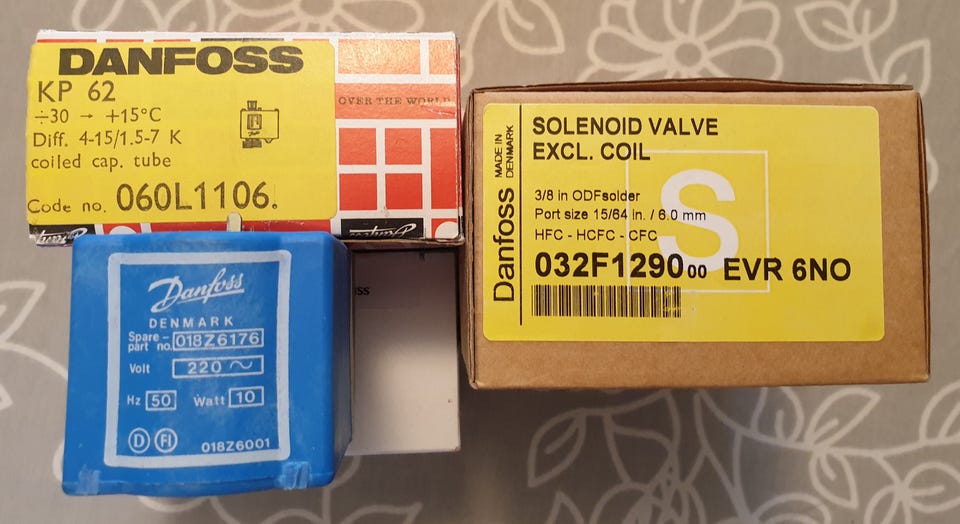 DANFOSS
KP 62
÷30 → +15°C
Diff. 4-15/1.5-7 K
coiled cap. tube
Code no. 060L1106.
OVER THE WORLD
Danfoss
MADE IN
DENMARK
Danfoss
SOLENOID VALVE
EXCL. COIL
3/8 in ODFsolder
Port size 15/64 in. / 6.0 mm
HFC - HCFC - CFC
032F1290 00 EVR 6NO
S
Danfoss
DENMARK
Spare-
part no. 018Z6176
Volt 220 ~
Hz 50 Watt 10
D FI 018Z6001